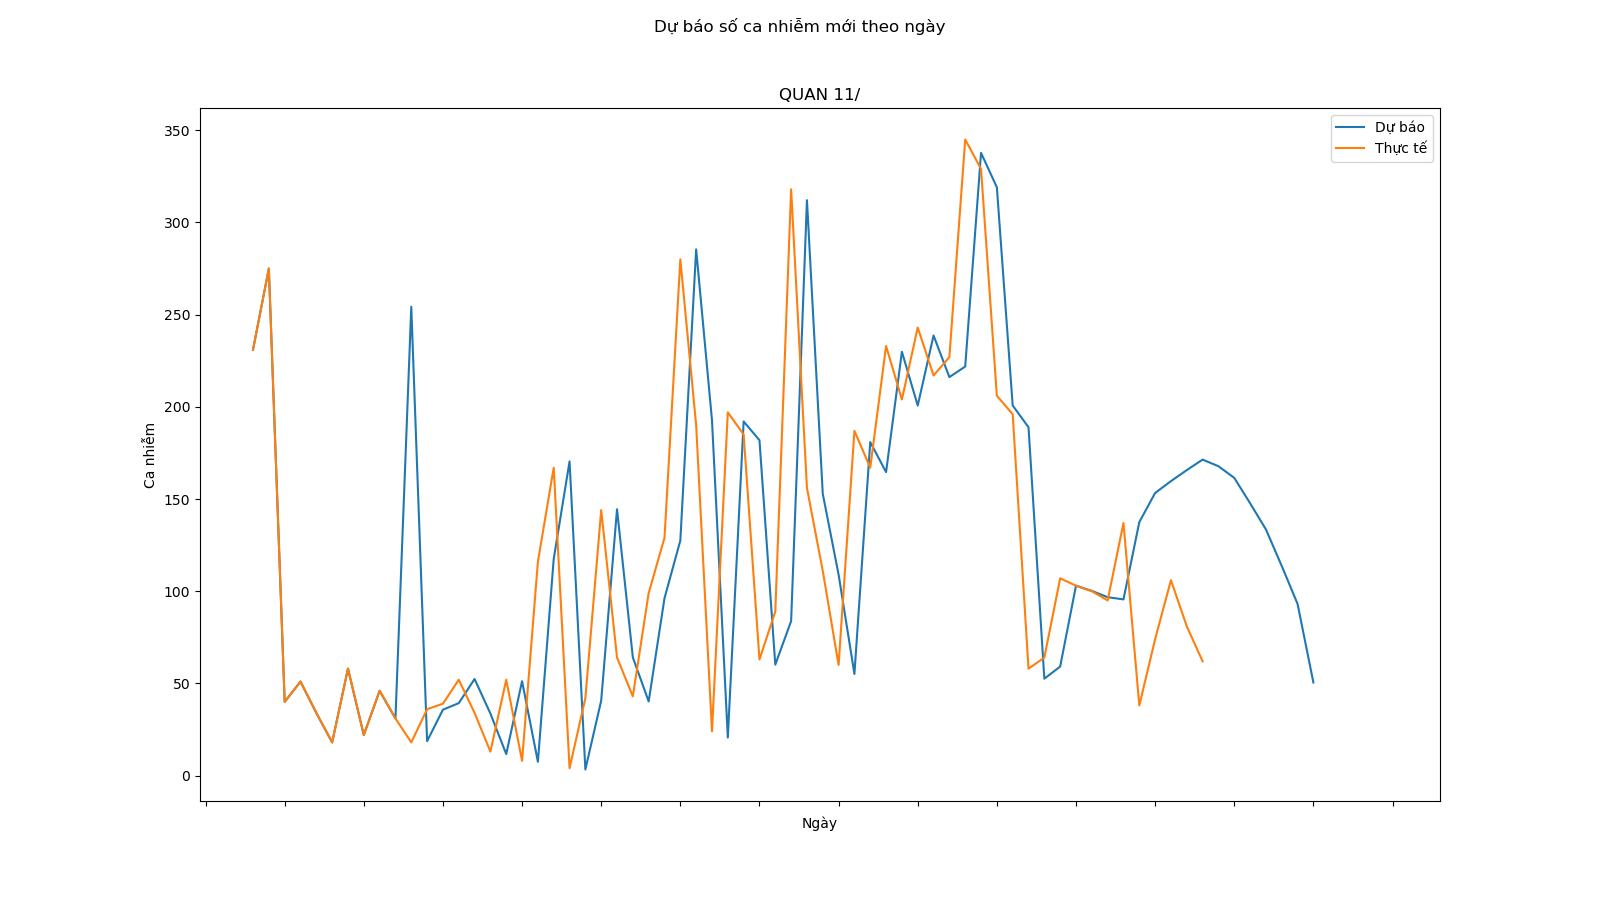 Dự báo số ca nhiễm mới theo ngày
QUAN 11/
Dự báo
Thực tế
350
300
250
200
150
100
50
0
Ca nhiễm
Ngày